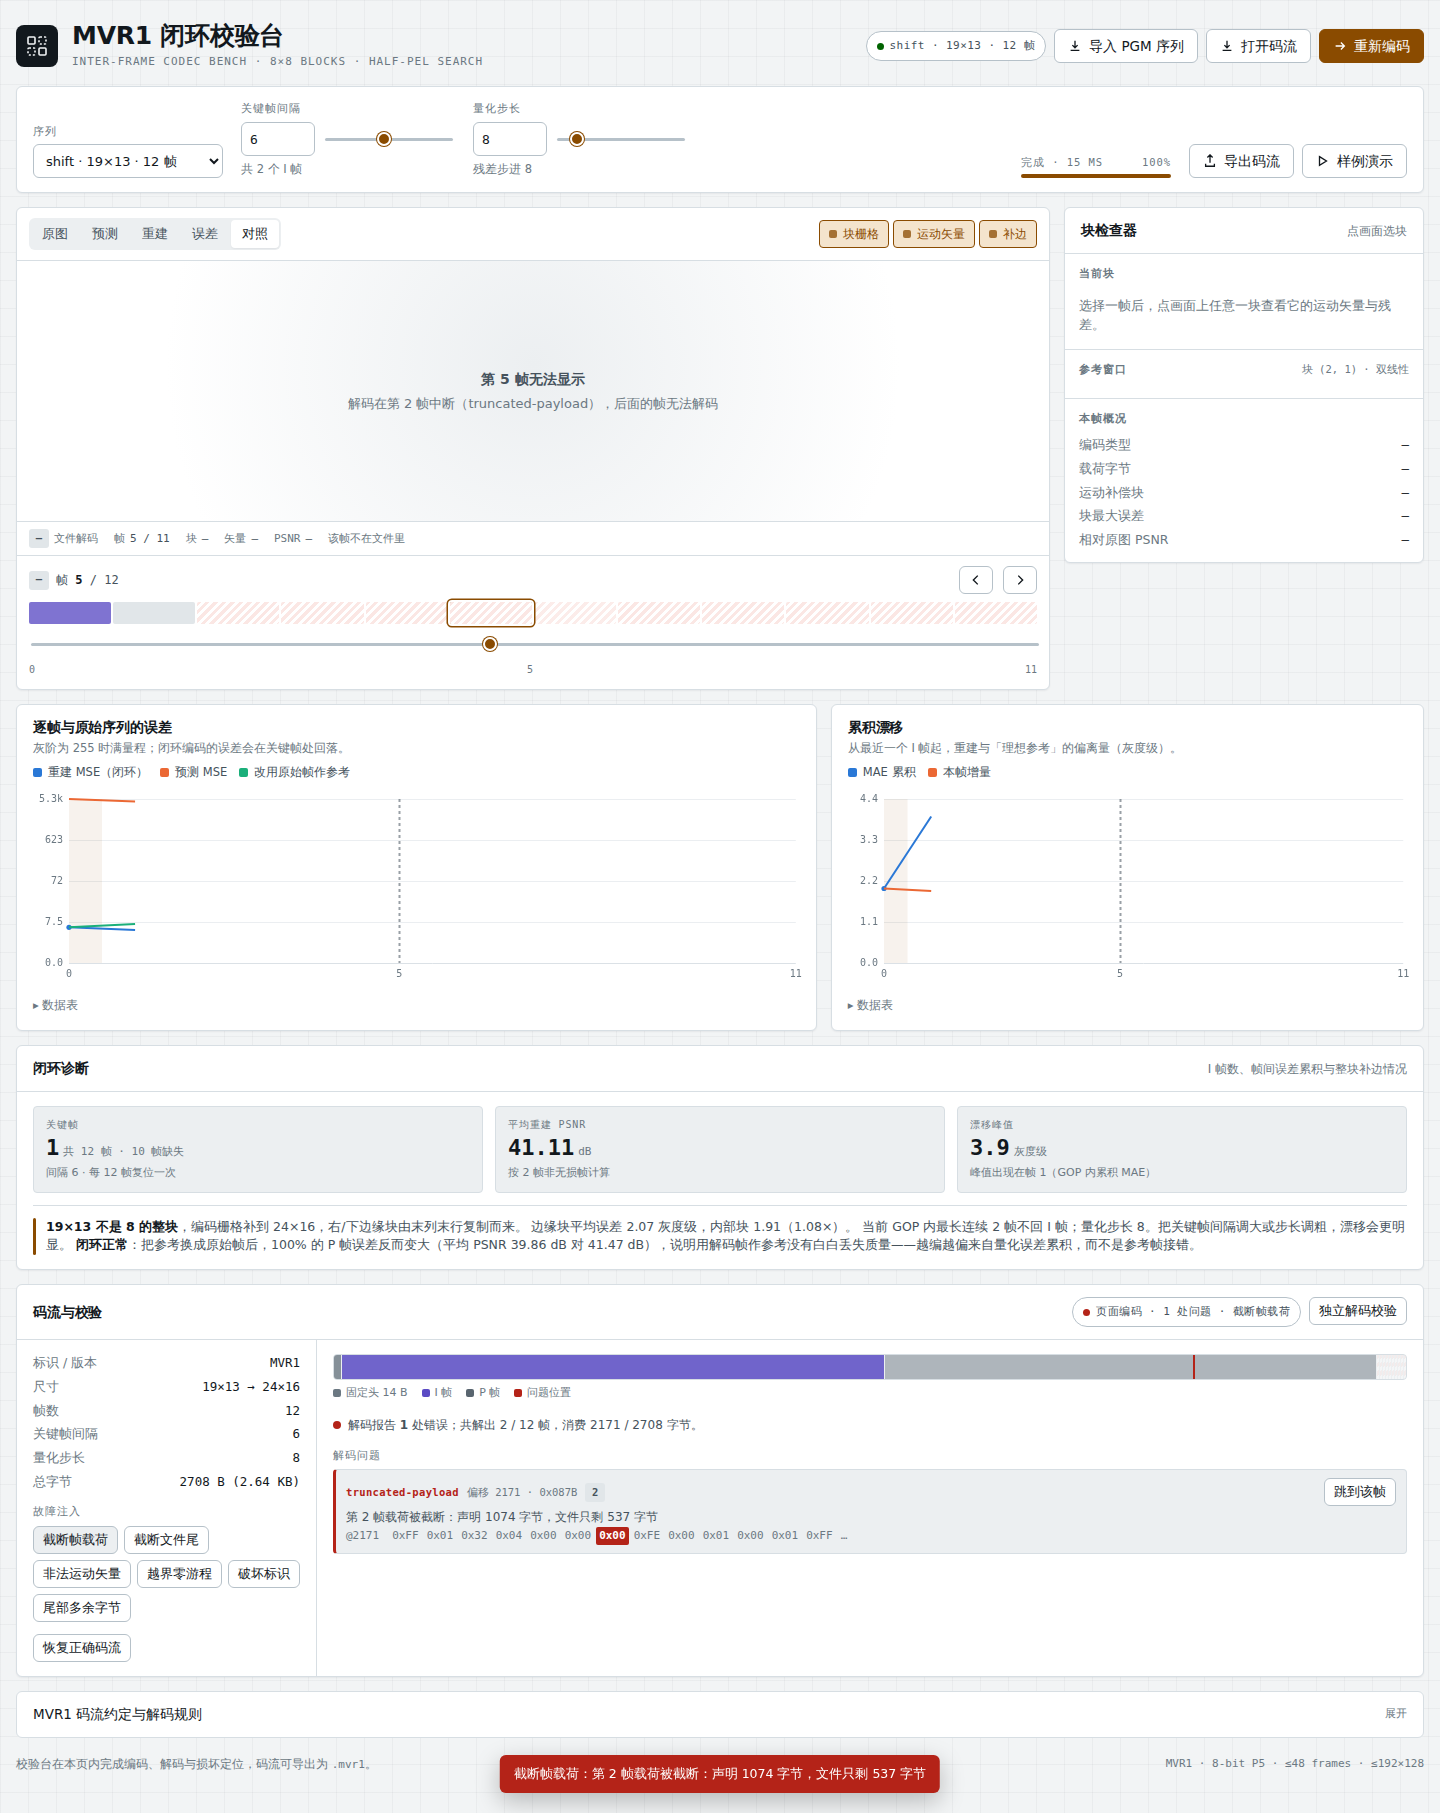 MVR1 闭环校验台
INTER-FRAME CODEC BENCH · 8×8 BLOCKS · HALF-PEL SEARCH
shift · 19×13 · 12 帧
导入 PGM 序列
打开码流
重新编码
序列
shift · 19×13 · 12 帧
关键帧间隔
6
共 2 个 I 帧
量化步长
8
残差步进 8
完成 · 15 MS 100%
导出码流
样例演示
原图 预测 重建 误差 对照
块栅格 运动矢量 补边
第 5 帧无法显示
解码在第 2 帧中断（truncated-payload），后面的帧无法解码
— 文件解码 帧 5 / 11 块 — 矢量 — PSNR — 该帧不在文件里
— 帧 5 / 12
0 5 11
块检查器
点画面选块
当前块
选择一帧后，点画面上任意一块查看它的运动矢量与残
差。
参考窗口 块 (2, 1) · 双线性
本帧概况
编码类型 —
载荷字节 —
运动补偿块 —
块最大误差 —
相对原图 PSNR —
逐帧与原始序列的误差
灰阶为 255 时满量程；闭环编码的误差会在关键帧处回落。
重建 MSE（闭环） 预测 MSE 改用原始帧作参考
5.3k
623
72
7.5
0.0
0 5 11
▸ 数据表
累积漂移
从最近一个 I 帧起，重建与「理想参考」的偏离量（灰度级）。
MAE 累积 本帧增量
4.4
3.3
2.2
1.1
0.0
0 5 11
▸ 数据表
闭环诊断
I 帧数、帧间误差累积与整块补边情况
关键帧
1 共 12 帧 · 10 帧缺失
间隔 6 · 每 12 帧复位一次
平均重建 PSNR
41.11 dB
按 2 帧非无损帧计算
漂移峰值
3.9 灰度级
峰值出现在帧 1（GOP 内累积 MAE）
19×13 不是 8 的整块，编码栅格补到 24×16，右/下边缘块由末列末行复制而来。 边缘块平均误差 2.07 灰度级，内部块 1.91（1.08×）。 当前 GOP 内最长连续 2 帧不回 I 帧；量化步长 8。把关键帧间隔调大或步长调粗，漂移会更明
显。 闭环正常：把参考换成原始帧后，100% 的 P 帧误差反而变大（平均 PSNR 39.86 dB 对 41.47 dB），说明用解码帧作参考没有白白丢失质量——越编越偏来自量化误差累积，而不是参考帧接错。
码流与校验
页面编码 · 1 处问题 · 截断帧载荷
独立解码校验
标识 / 版本 MVR1
尺寸 19×13 → 24×16
帧数 12
关键帧间隔 6
量化步长 8
总字节 2708 B (2.64 KB)
故障注入
截断帧载荷 截断文件尾
非法运动矢量 越界零游程 破坏标识
尾部多余字节
恢复正确码流
固定头 14 B I 帧 P 帧 问题位置
解码报告 1 处错误；共解出 2 / 12 帧，消费 2171 / 2708 字节。
解码问题
truncated-payload 偏移 2171 · 0x087B 2
跳到该帧
第 2 帧载荷被截断：声明 1074 字节，文件只剩 537 字节
@2171 0xFF 0x01 0x32 0x04 0x00 0x00 0x00 0xFE 0x00 0x01 0x00 0x01 0xFF …
MVR1 码流约定与解码规则
展开
校验台在本页内完成编码、解码与损坏定位，码流可导出为 .mvr1。
截断帧载荷：第 2 帧载荷被截断：声明 1074 字节，文件只剩 537 字节
MVR1 · 8-bit P5 · ≤48 frames · ≤192×128